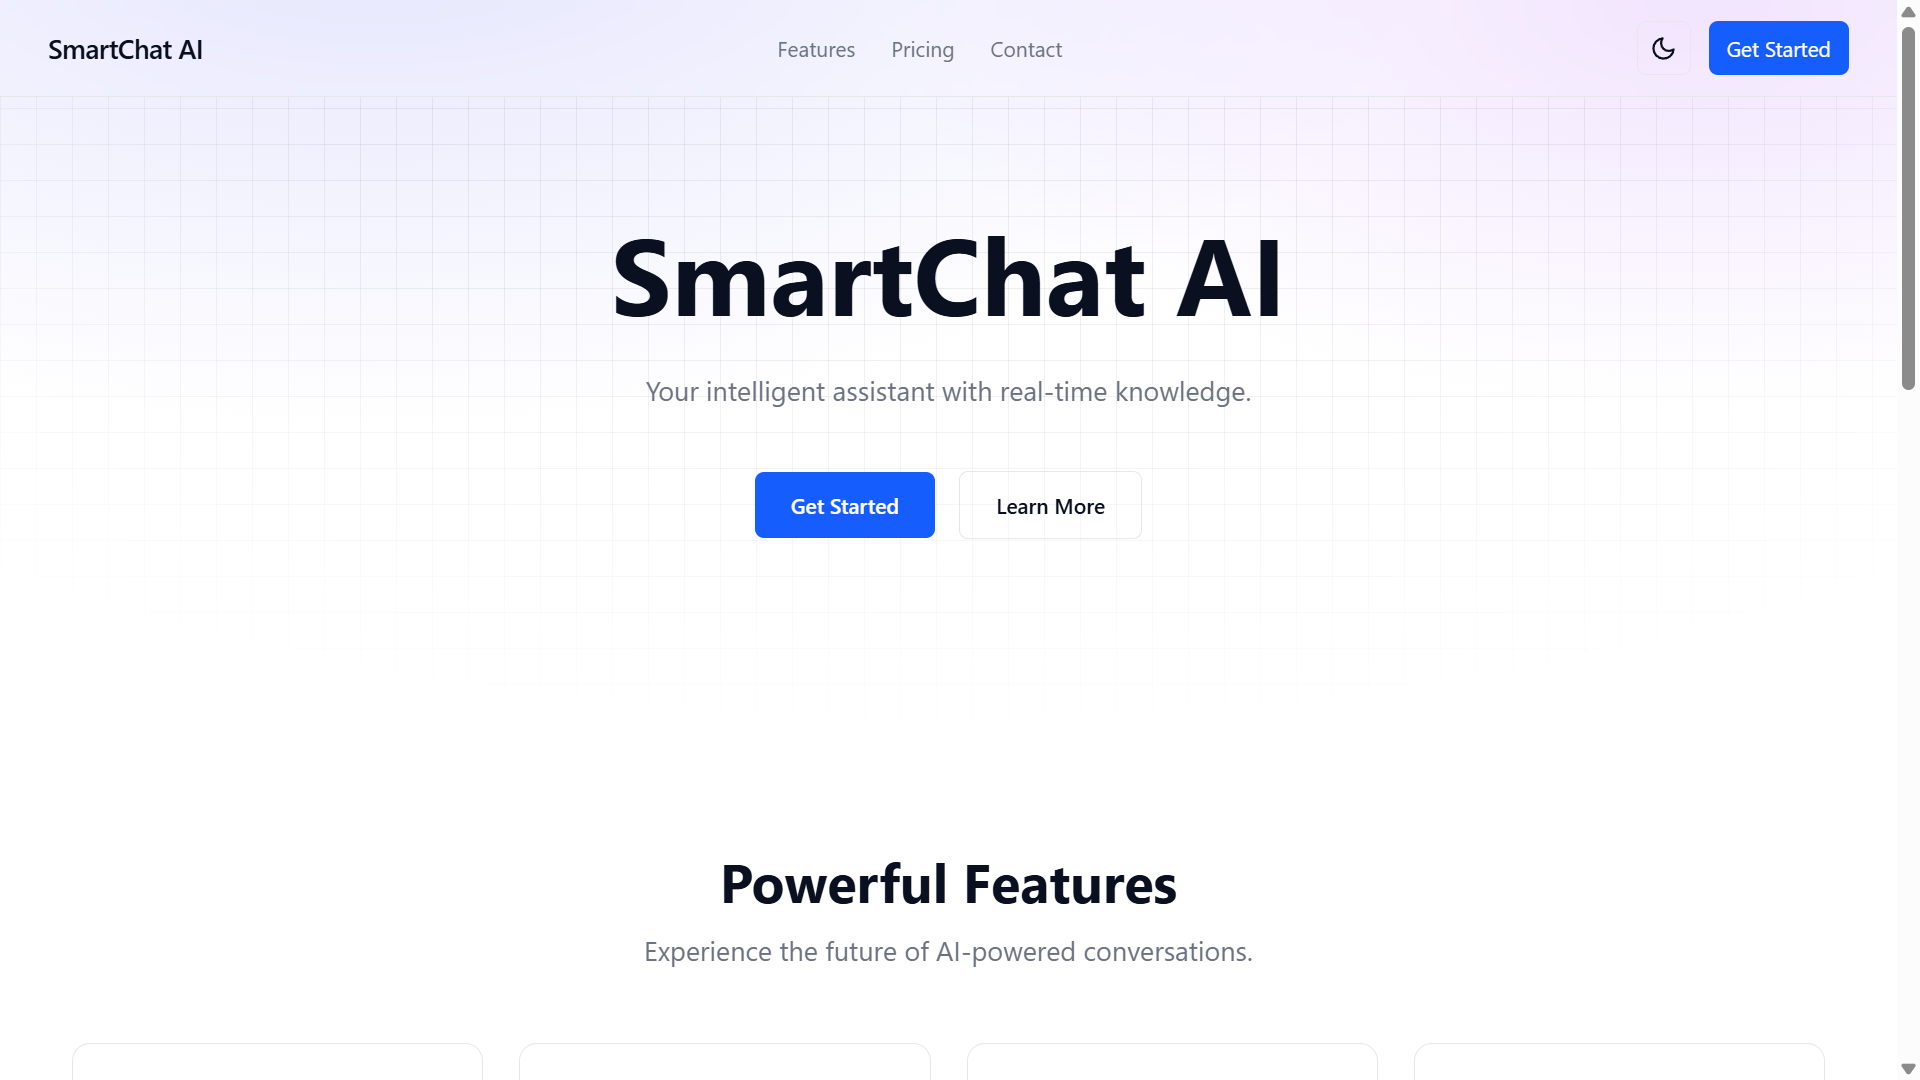 SmartChat AI
Features
Pricing
Contact
Get Started
SmartChat AI
Your intelligent assistant with real-time knowledge.
Get Started
Learn More
Powerful Features
Experience the future of AI-powered conversations.